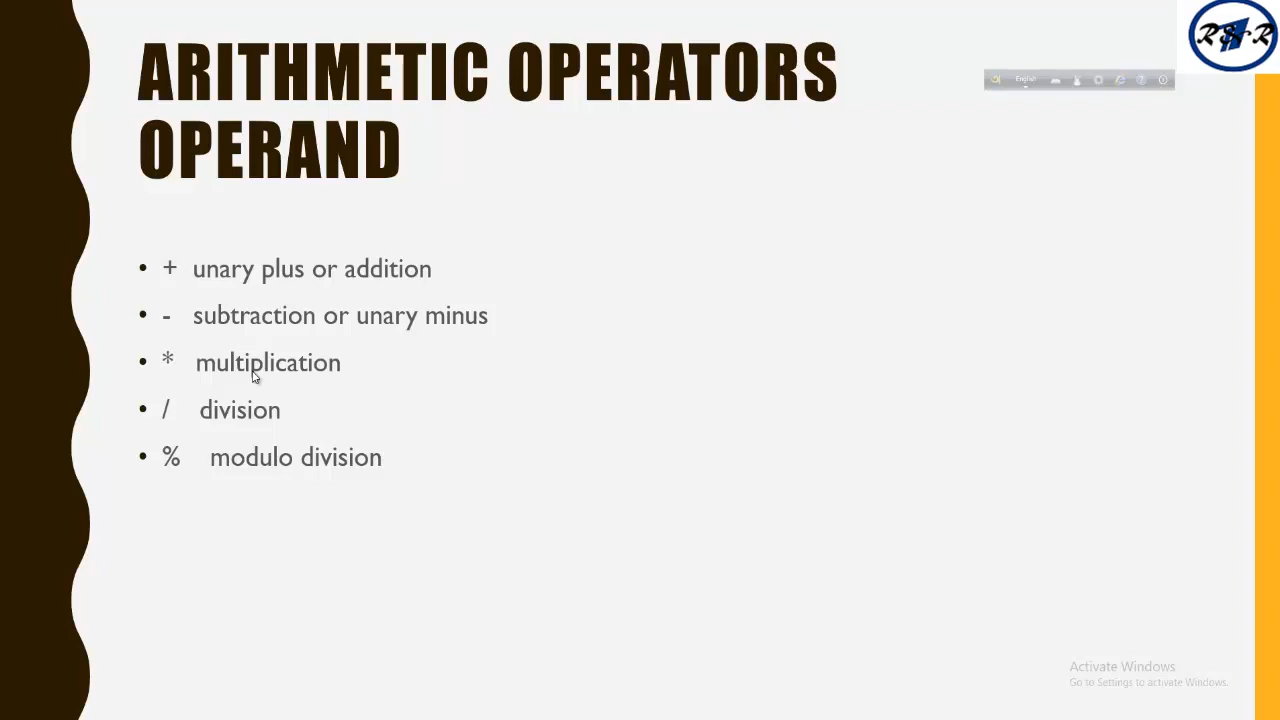 ARITHMETIC OPERATORS
OPERAND
R&R
English
• + unary plus or addition
• - subtraction or unary minus
• * multiplication
• / division
• % modulo division
Activate Windows
Go to Settings to activate Windows.